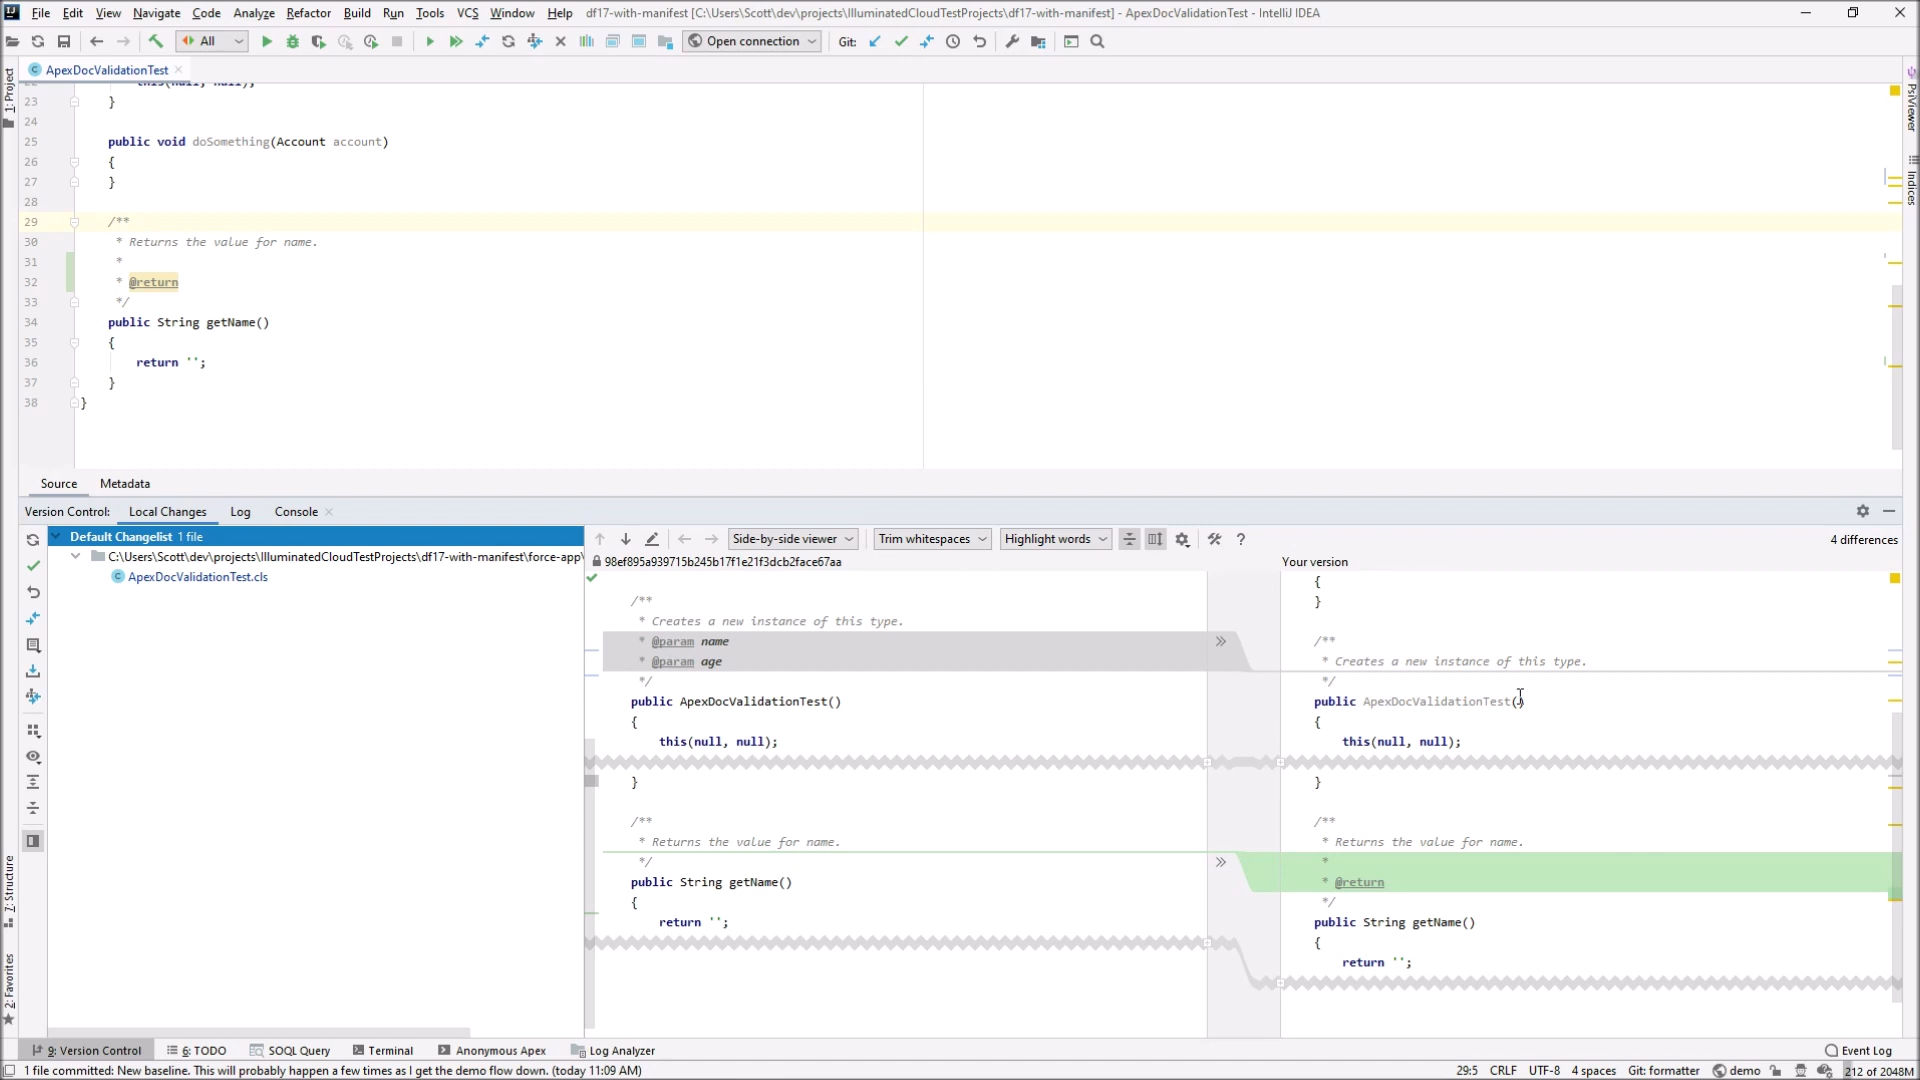 File Edit View Navigate Code Analyze Refactor Build Run Tools VCS Window Help df17-with-manifest [C:\Users\Scott\dev\projects\IlluminatedCloudTestProjects\df17-with-manifest] - ApexDocValidationTest - IntelliJ IDEA
All Open connection Git:
ApexDocValidationTest
1: Project
PsiViewer
Indices
22 this(null, null);
23 }
24
25 public void doSomething(Account account)
26 {
27 }
28
29 /**
30 * Returns the value for name.
31 *
32 * @return
33 */
34 public String getName()
35 {
36 return '';
37 }
38 }
Source Metadata
Version Control: Local Changes Log Console
Default Changelist 1 file
C:\Users\Scott\dev\projects\IlluminatedCloudTestProjects\df17-with-manifest\force-app\
ApexDocValidationTest.cls
Side-by-side viewer Trim whitespaces Highlight words ? 4 differences
98ef895a939715b245b17f1e21f3dcb2face67aa
/**
* Creates a new instance of this type.
* @param name
* @param age
*/
public ApexDocValidationTest()
{
this(null, null);
}
/**
* Returns the value for name.
*/
public String getName()
{
return '';
Your version
{
}
/**
* Creates a new instance of this type.
*/
public ApexDocValidationTest()
{
this(null, null);
}
/**
* Returns the value for name.
*
* @return
*/
public String getName()
{
return '';
7: Structure
2: Favorites
9: Version Control 6: TODO SOQL Query Terminal Anonymous Apex Log Analyzer Event Log
1 file committed: New baseline. This will probably happen a few times as I get the demo flow down. (today 11:09 AM) 29:5 CRLF UTF-8 4 spaces Git: formatter demo 212 of 2048M